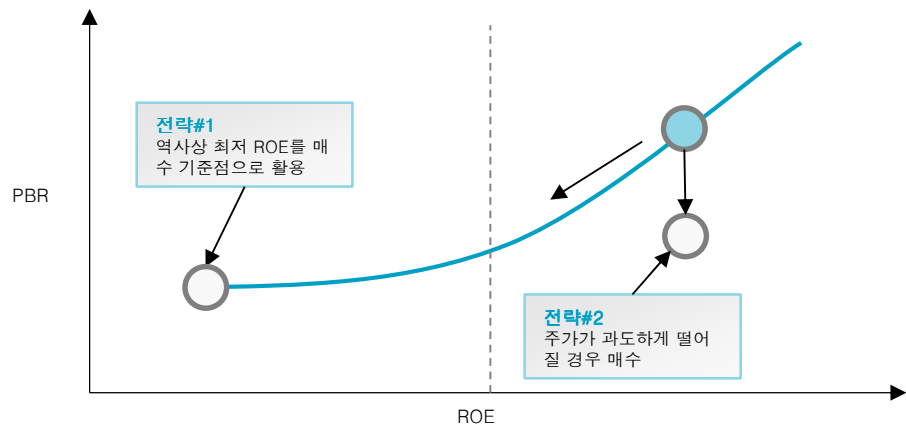 전략#1
역사상 최저 ROE를 매
수 기준점으로 활용
PBR
전략#2
주가가 과도하게 떨어
질 경우 매수
ROE